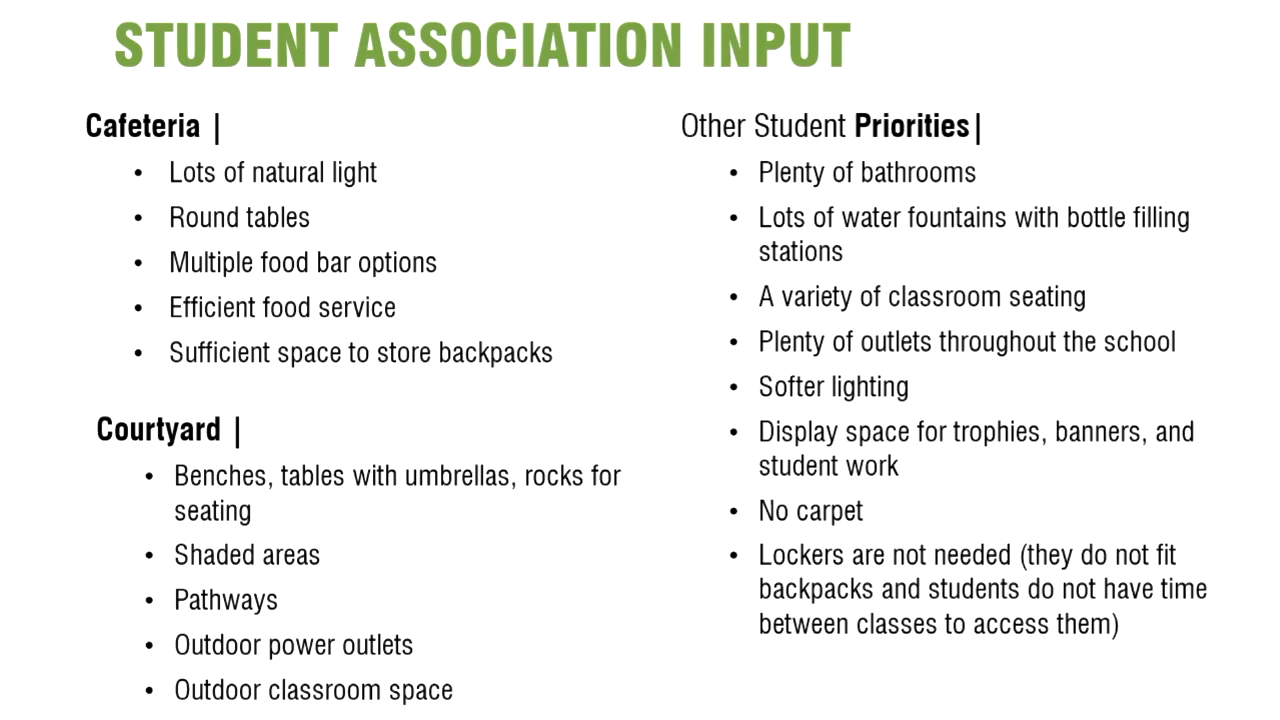 STUDENT ASSOCIATION INPUT
Cafeteria |
• Lots of natural light
• Round tables
• Multiple food bar options
• Efficient food service
• Sufficient space to store backpacks
Courtyard |
• Benches, tables with umbrellas, rocks for
seating
• Shaded areas
• Pathways
• Outdoor power outlets
• Outdoor classroom space
Other Student Priorities|
• Plenty of bathrooms
• Lots of water fountains with bottle filling
stations
• A variety of classroom seating
• Plenty of outlets throughout the school
• Softer lighting
• Display space for trophies, banners, and
student work
• No carpet
• Lockers are not needed (they do not fit
backpacks and students do not have time
between classes to access them)